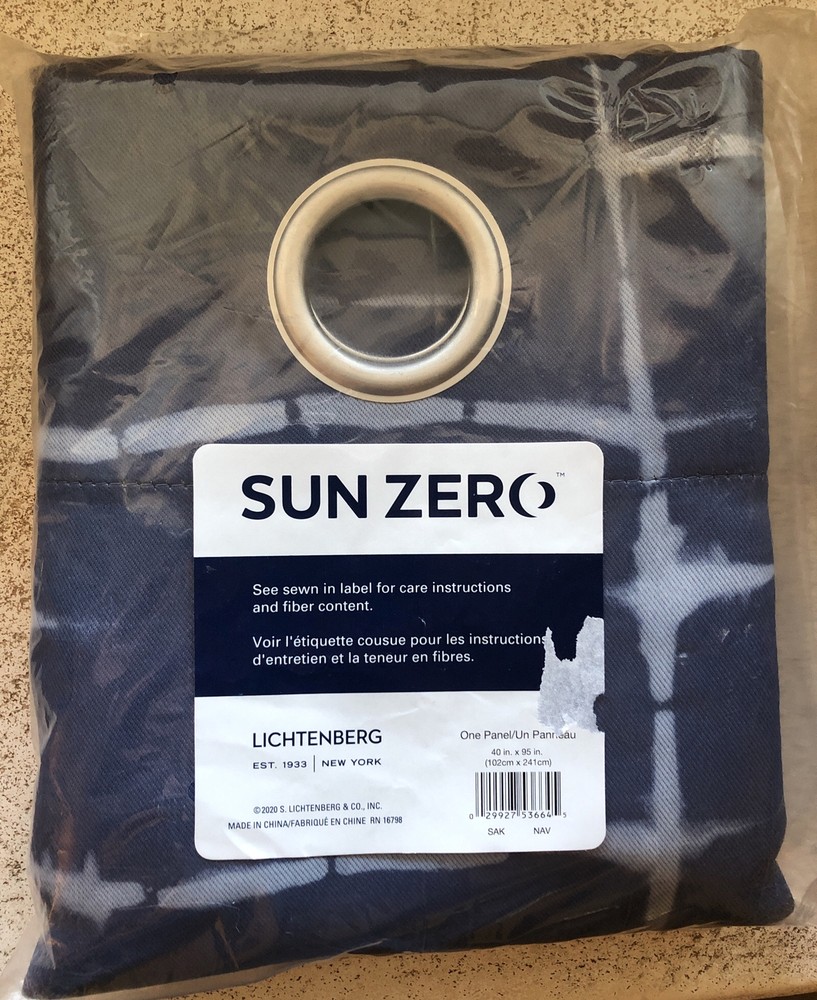 SUN ZERO™
See sewn in label for care instructions
and fiber content.
Voir l'étiquette cousue pour les instructions
d'entretien et la teneur en fibres.
LICHTENBERG
EST. 1933 | NEW YORK
©2020 S. LICHTENBERG & CO., INC.
MADE IN CHINA/FABRIQUÉ EN CHINE RN 16798
One Panel/Un Panneau
40 in. x 95 in.
(102cm x 241cm)
0 29927 53664 5
SAK NAV